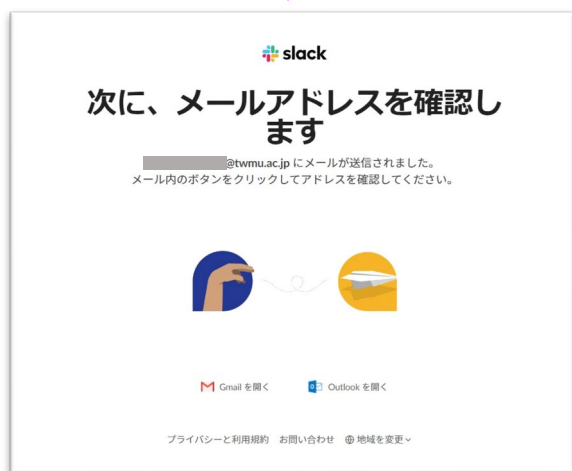 slack
次に、メールアドレスを確認し
ます
@twmu.ac.jp にメールが送信されました。
メール内のボタンをクリックしてアドレスを確認してください。
Gmail を開く
Outlook を開く
プライバシーと利用規約 お問い合わせ 地域を変更